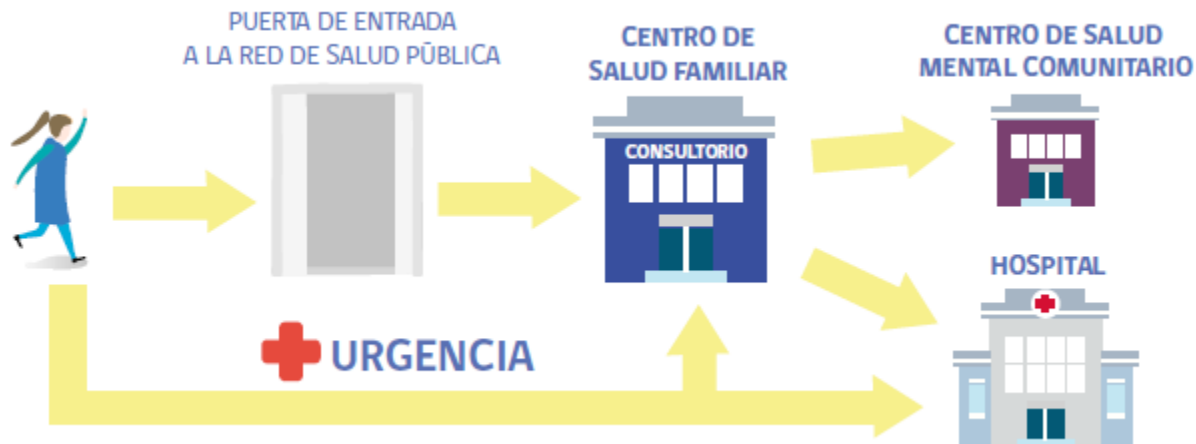 PUERTA DE ENTRADA
A LA RED DE SALUD PÚBLICA
CENTRO DE
SALUD FAMILIAR
CONSULTORIO
CENTRO DE SALUD
MENTAL COMUNITARIO
HOSPITAL
URGENCIA